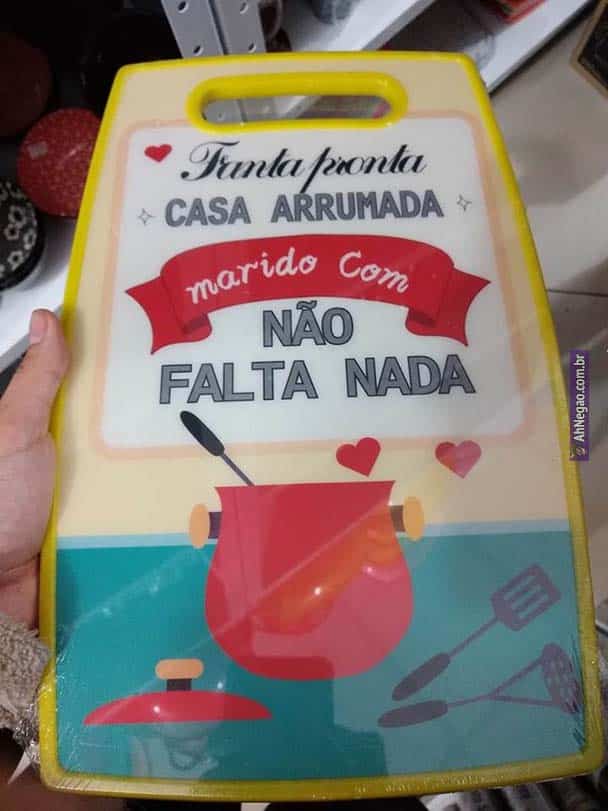 Fanta pronta
CASA ARRUMADA
marido Com
NÃO
FALTA NADA
AhNegao.com.br